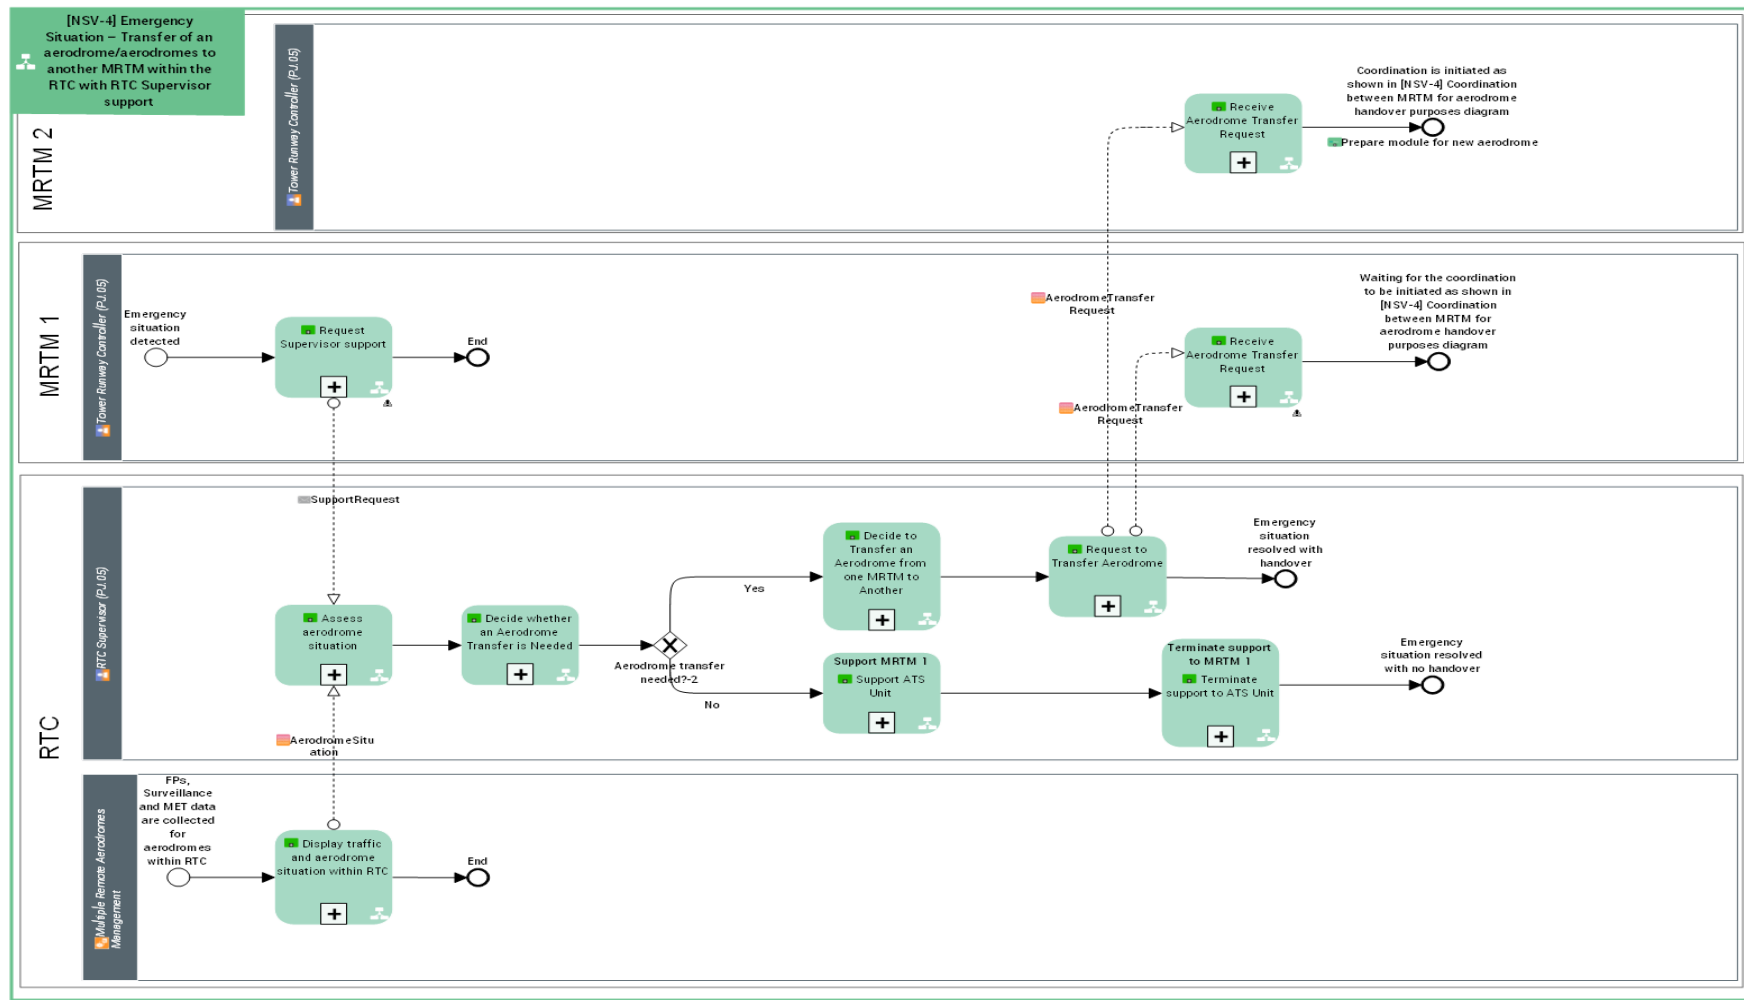 [NSV-4] Emergency
Situation – Transfer of an
aerodrome/aerodromes to
another MRTM within the
RTC with RTC Supervisor
support
MRTM 2
Tower Runway Controller (PJ.05)
Receive
Aerodrome Transfer
Request
Coordination is initiated as
shown in [NSV-4] Coordination
between MRTM for aerodrome
handover purposes diagram
Prepare module for new aerodrome
MRTM 1
Tower Runway Controller (PJ.05)
Emergency
situation
detected
Request
Supervisor support
End
AerodromeTransfer
Request
AerodromeTransfer
Request
Receive
Aerodrome Transfer
Request
Waiting for the coordination
to be initiated as shown in
[NSV-4] Coordination
between MRTM for
aerodrome handover
purposes diagram
RTC
RTC Supervisor (PJ.05)
SupportRequest
Assess
aerodrome
situation
Decide whether
an Aerodrome
Transfer is Needed
Aerodrome transfer
needed?-2
Yes
No
Decide to
Transfer an
Aerodrome from
one MRTM to
Another
Request to
Transfer Aerodrome
Emergency
situation
resolved with
handover
Support MRTM 1
Support ATS
Unit
Terminate support
to MRTM 1
Terminate
support to ATS Unit
Emergency
situation resolved
with no handover
AerodromeSitu
ation
Multiple Remote Aerodromes
Management
FPs,
Surveillance
and MET data
are collected
for
aerodromes
within RTC
Display traffic
and aerodrome
situation within RTC
End